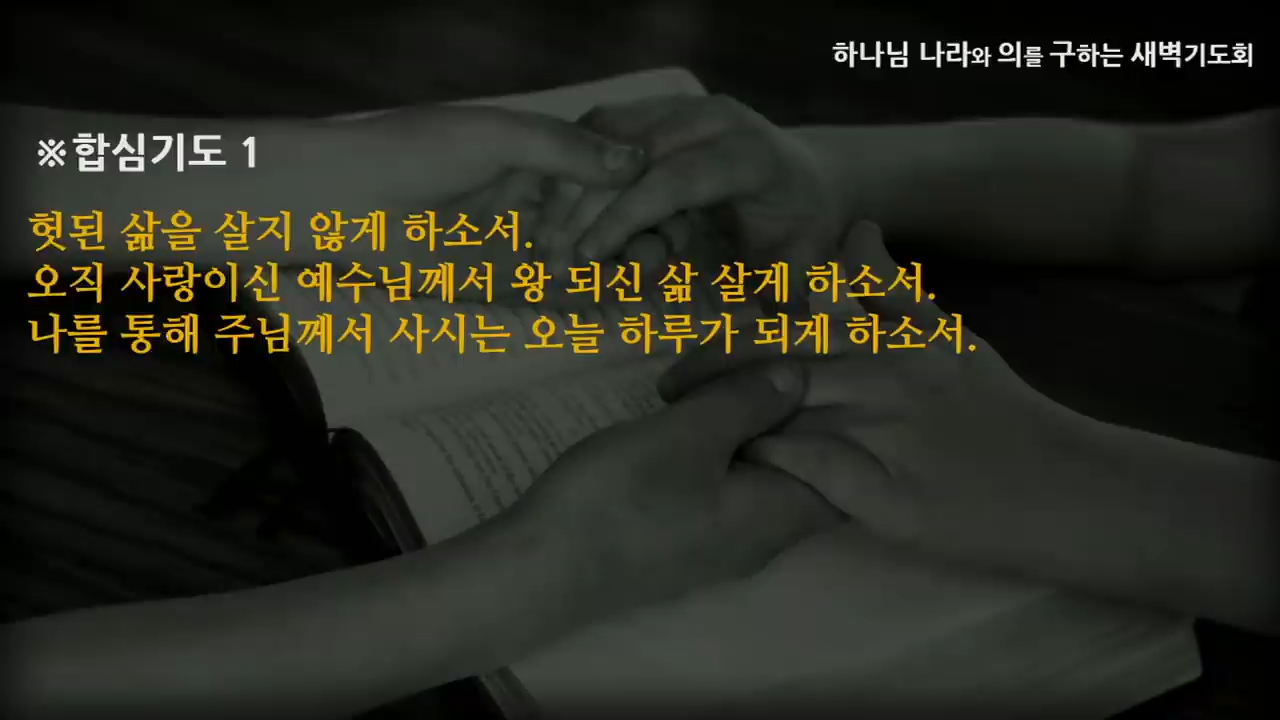 하나님 나라와 의를 구하는 새벽기도회
※합심기도 1
헛된 삶을 살지 않게 하소서.
오직 사랑이신 예수님께서 왕 되신 삶 살게 하소서.
나를 통해 주님께서 사시는 오늘 하루가 되게 하소서.